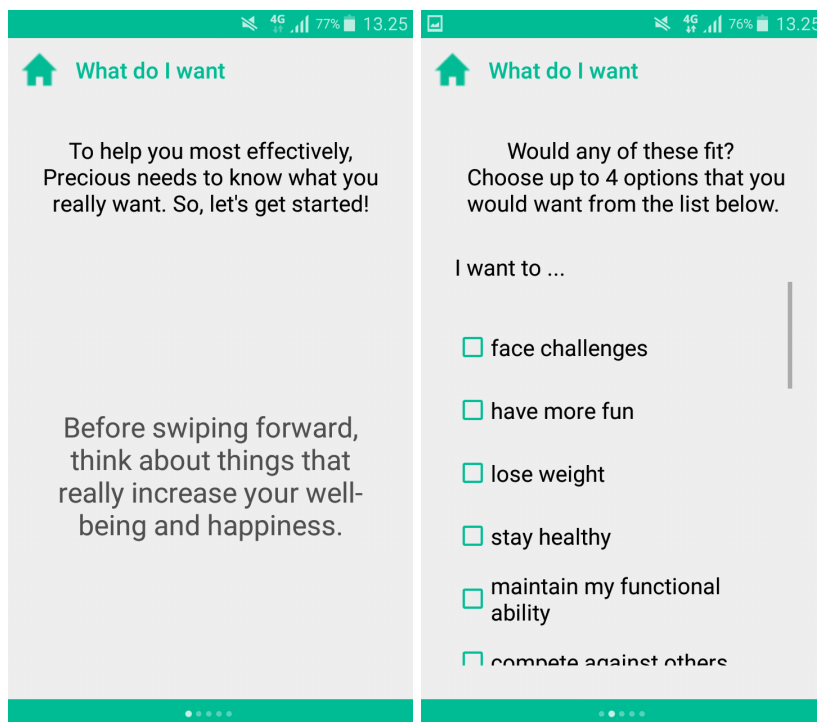 4G 77% 13.25
What do I want
To help you most effectively,
Precious needs to know what you
really want. So, let's get started!
Before swiping forward,
think about things that
really increase your well-
being and happiness.
4G 76% 13.25
What do I want
Would any of these fit?
Choose up to 4 options that you
would want from the list below.
I want to ...
face challenges
have more fun
lose weight
stay healthy
maintain my functional
ability
compete against others